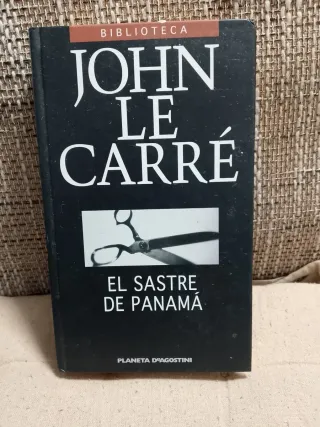 BIBLIOTECA
JOHN
LE
CARRÉ
EL SASTRE
DE PANAMÁ
PLANETA DEAGOSTINI